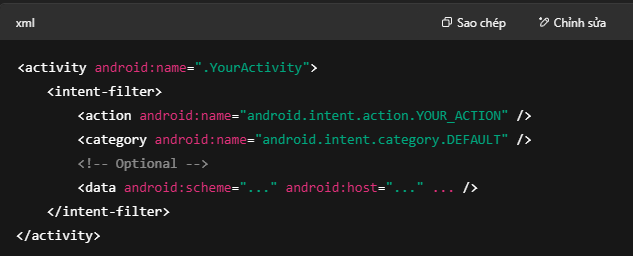 xml Sao chép Chỉnh sửa
<activity android:name=".YourActivity">
    <intent-filter>
        <action android:name="android.intent.action.YOUR_ACTION" />
        <category android:name="android.intent.category.DEFAULT" />
        <!-- Optional -->
        <data android:scheme="..." android:host="..." ... />
    </intent-filter>
</activity>